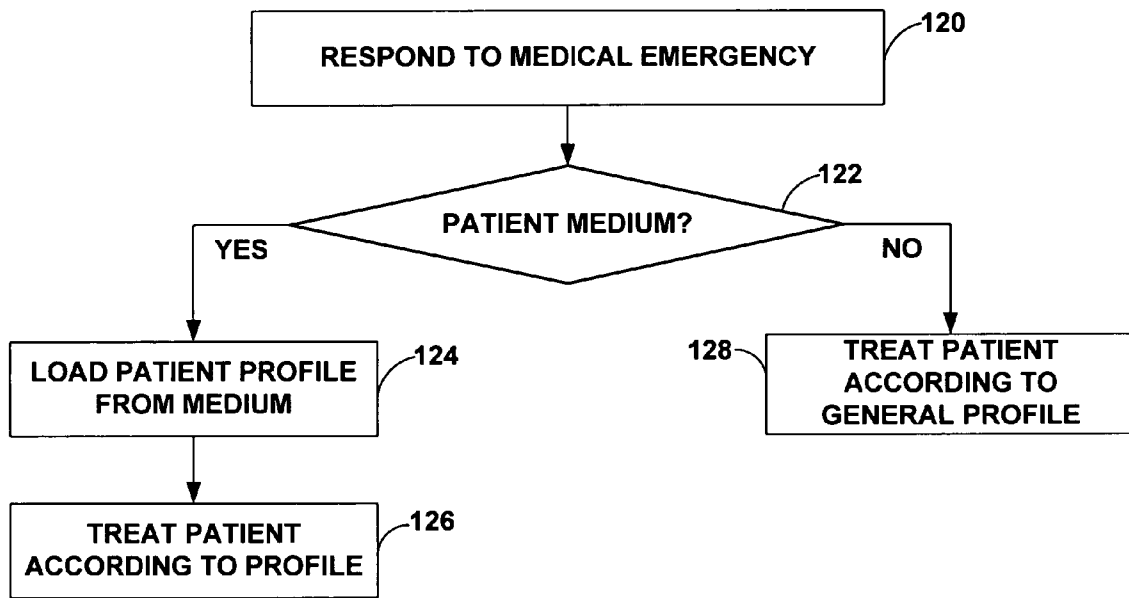 RESPOND TO MEDICAL EMERGENCY
120
122
PATIENT MEDIUM?
YES
NO
LOAD PATIENT PROFILE
FROM MEDIUM
124
128
TREAT PATIENT
ACCORDING TO
GENERAL PROFILE
TREAT PATIENT
ACCORDING TO PROFILE
126